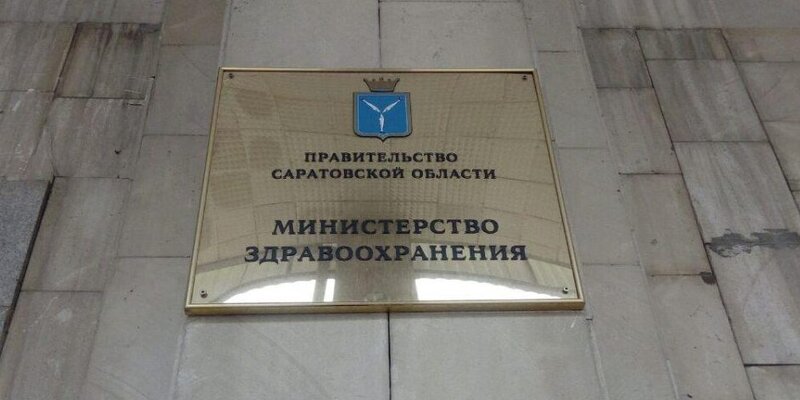 ПРАВИТЕЛЬСТВО
САРАТОВСКОЙ ОБЛАСТИ
МИНИСТЕРСТВО
ЗДРАВООХРАНЕНИЯ